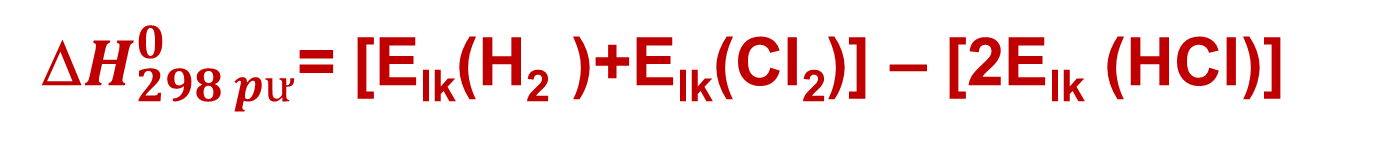 ΔH⁰₂₉₈ ₚư= [Elk(H₂ )+Elk(Cl₂)] – [2Elk (HCl)]